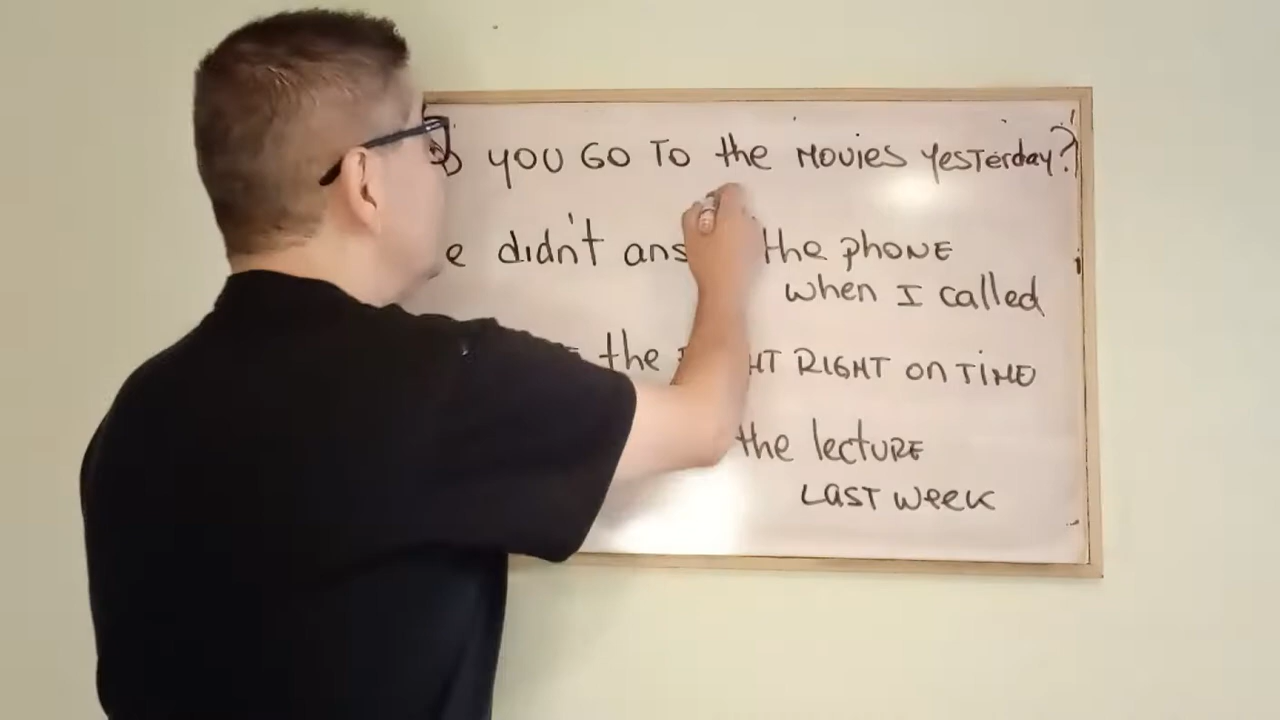 YOU GO TO the MOVIES yesTerday?
didn't the PHONE
when I called
the RIGHT ON TIME
the lecTURE
LAST WEEK